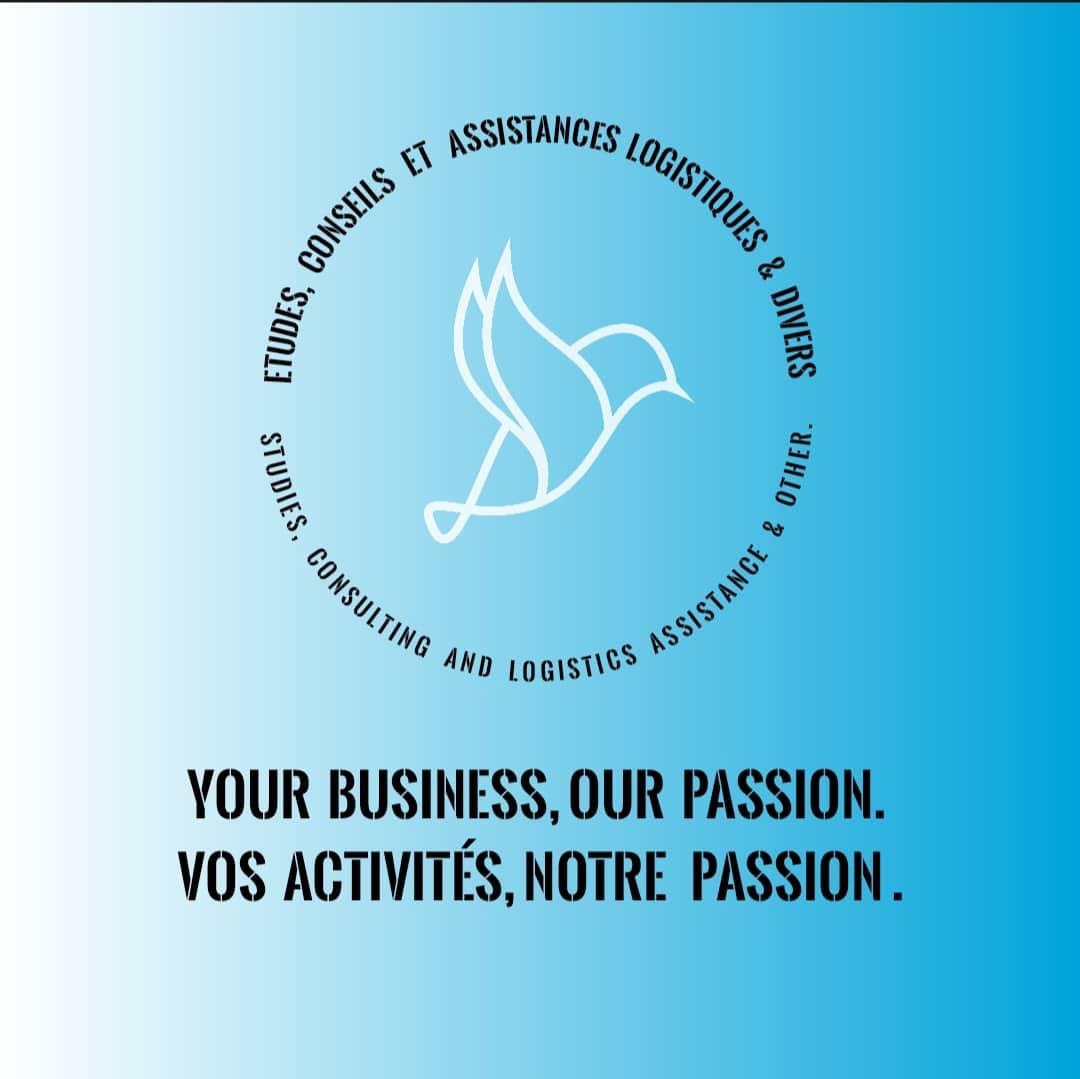 ETUDES, CONSEILS ET ASSISTANCES LOGISTIQUES & DIVERS
STUDIES, CONSULTING AND LOGISTICS ASSISTANCE & OTHER.
YOUR BUSINESS, OUR PASSION.
VOS ACTIVITÉS, NOTRE PASSION.